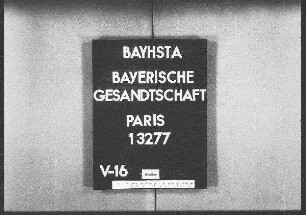 BAYHSTA
BAYERISCHE
GESANDTSCHAFT
PARIS
13277
V-16